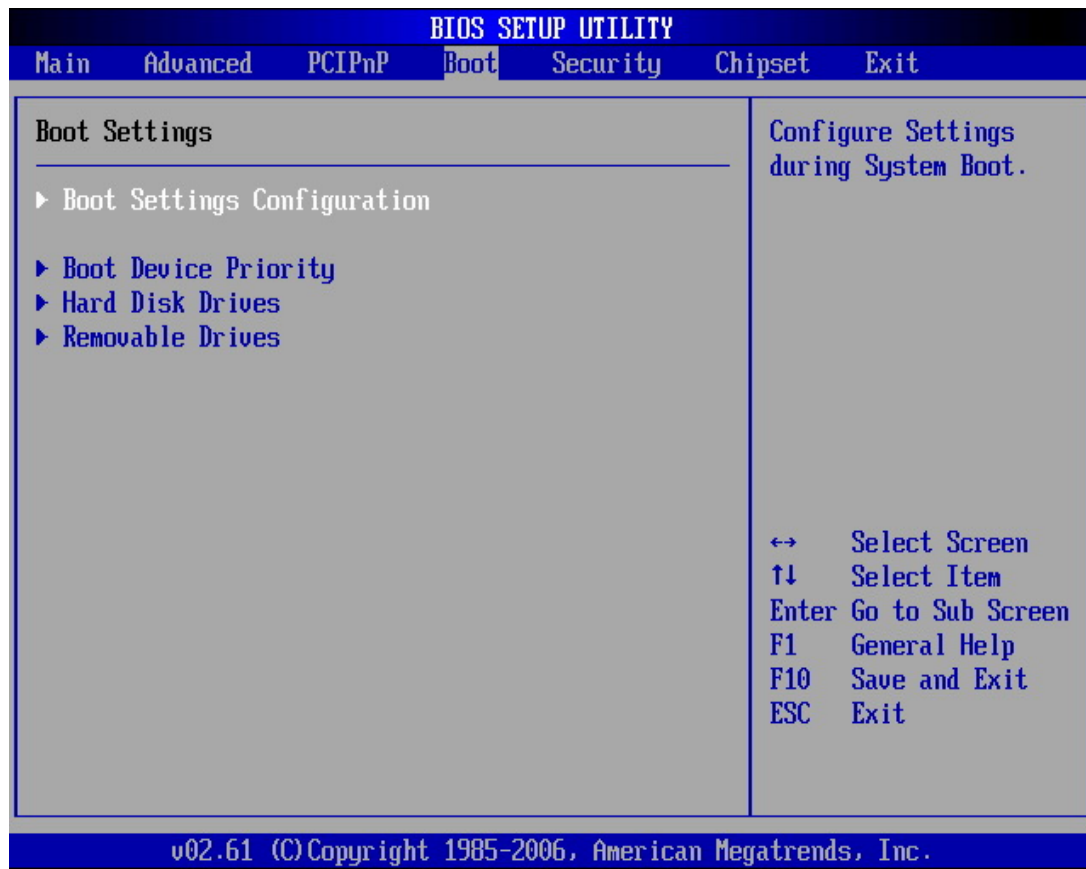 BIOS SETUP UTILITY
Main Advanced PCIPnP Boot Security Chipset Exit
Boot Settings
▶ Boot Settings Configuration
▶ Boot Device Priority
▶ Hard Disk Drives
▶ Removable Drives
Configure Settings
during System Boot.
↔ Select Screen
↑↓ Select Item
Enter Go to Sub Screen
F1 General Help
F10 Save and Exit
ESC Exit
v02.61 (C)Copyright 1985-2006, American Megatrends, Inc.